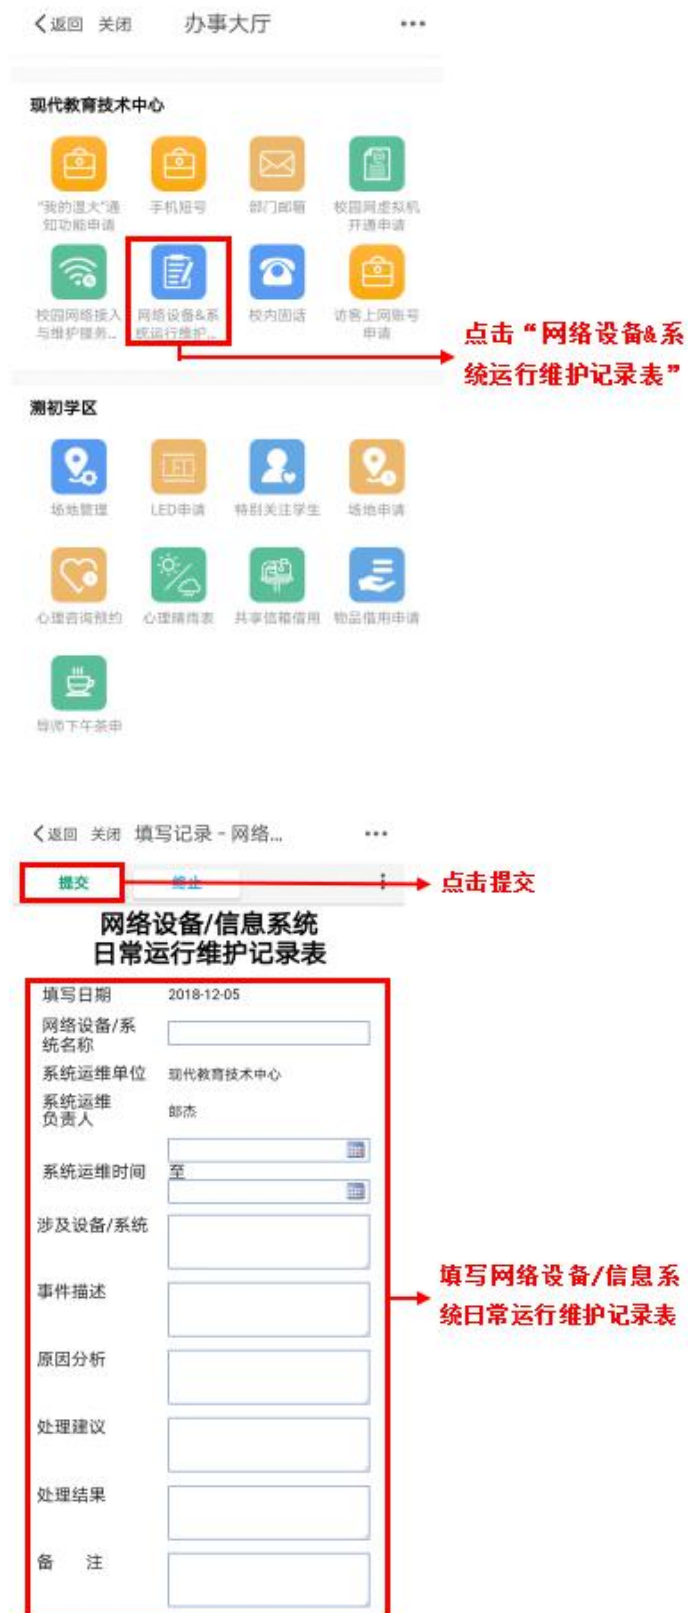 返回 关闭 办事大厅
现代教育技术中心
"我的温大"通 手机短号 部门邮箱 校园网虚拟机
知功能申请 开通申请
校园网络接入 网络设备&系 校内固话 访客上网账号
与维护服务... 统运行维护... 申请
点击“网络设备&系
统运行维护记录表”
溯初学区
LED
场地管理 LED申请 特别关注学生 场地申请
心理咨询预约 心理晴雨表 共享信箱借用 物品借用申请
导师下午茶申
返回 关闭 填写记录 - 网络...
提交 终止
点击提交
网络设备/信息系统
日常运行维护记录表
填写日期 2018-12-05
网络设备/系
统名称
系统运维单位 现代教育技术中心
系统运维
负责人 郎杰
系统运维时间 至
涉及设备/系统
事件描述
填写网络设备/信息系
统日常运行维护记录表
原因分析
处理建议
处理结果
备 注